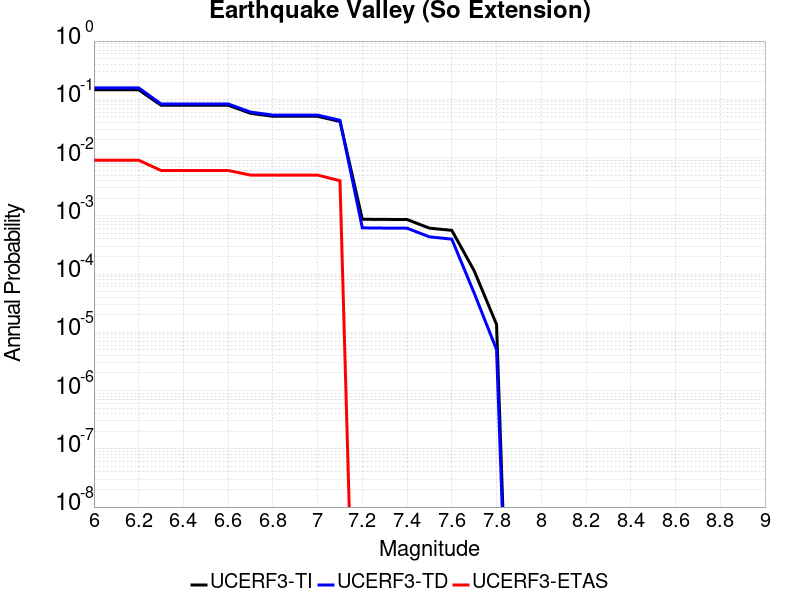 Earthquake Valley (So Extension)
10^0
10^-1
10^-2
10^-3
10^-4
10^-5
10^-6
10^-7
10^-8
Annual Probability
6 6.2 6.4 6.6 6.8 7 7.2 7.4 7.6 7.8 8 8.2 8.4 8.6 8.8 9
Magnitude
UCERF3-TI UCERF3-TD UCERF3-ETAS